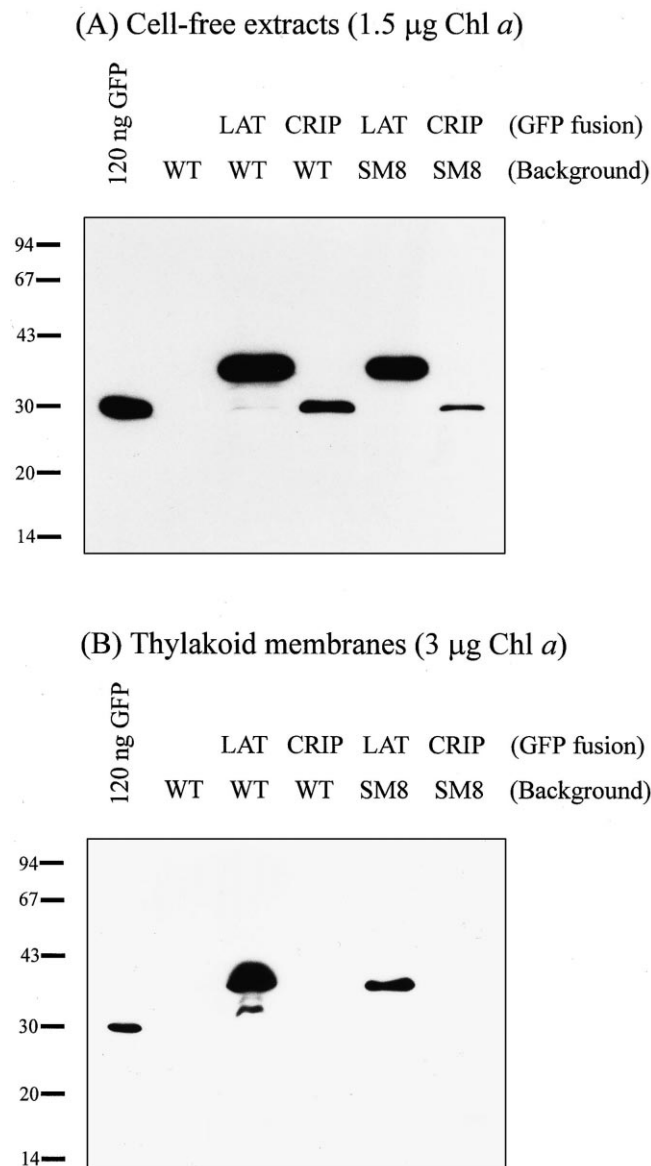 (A) Cell-free extracts (1.5 µg Chl a)
120 ng GFP
LAT CRIP LAT CRIP (GFP fusion)
WT WT WT SM8 SM8 (Background)
94
67
43
30
20
14
(B) Thylakoid membranes (3 µg Chl a)
120 ng GFP
LAT CRIP LAT CRIP (GFP fusion)
WT WT WT SM8 SM8 (Background)
94
67
43
30
20
14